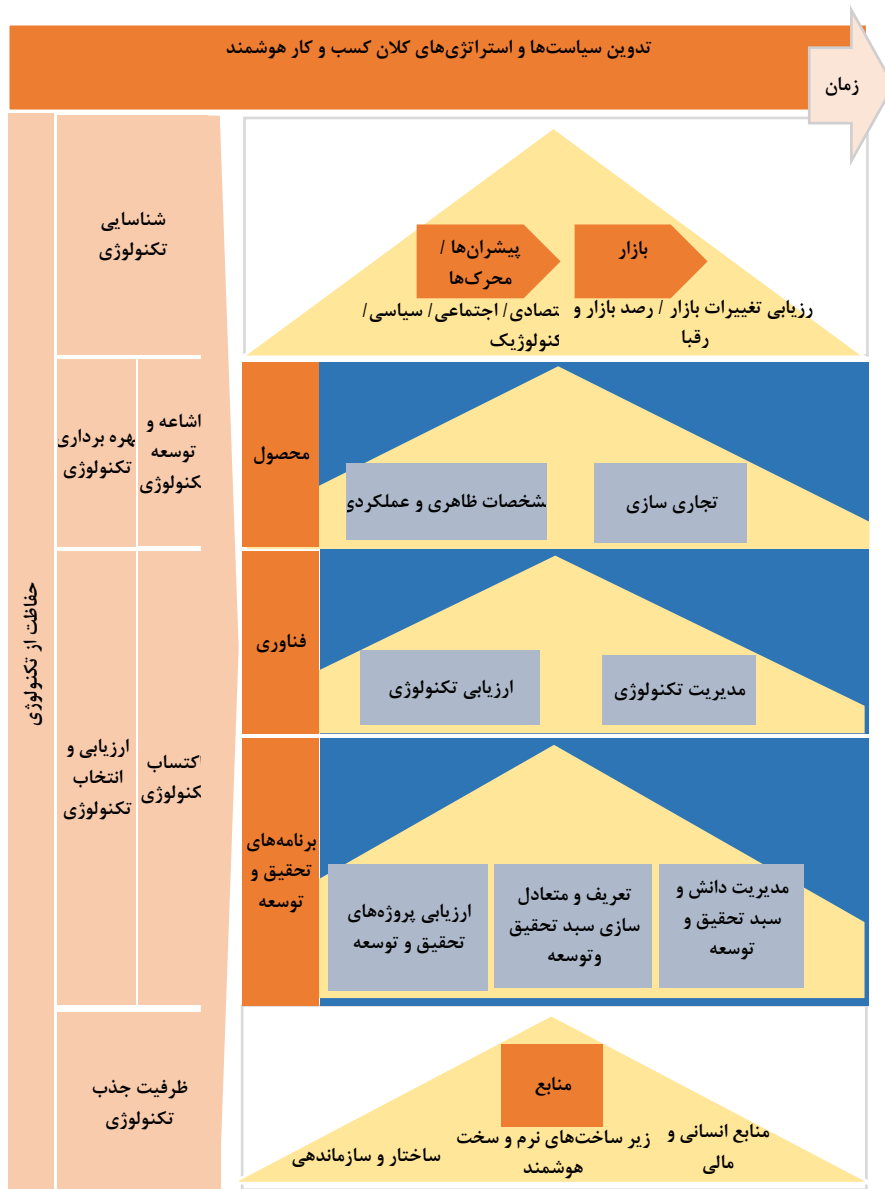 تدوین سیاست‌ها و استراتژی‌های کلان کسب و کار هوشمند
زمان
حفاظت از تکنولوژی
شناسایی
تکنولوژی
پیشران‌ها /
محرک‌ها
بازار
تصادی/ اجتماعی/ سیاسی/
کنولوژیک
رزیابی تغییرات بازار / رصد بازار و
رقبا
اشاعه و
توسعه
کنولوژی
بهره برداری
تکنولوژی
محصول
شخصات ظاهری و عملکردی
تجاری سازی
اکتساب
کنولوژی
ارزیابی و
انتخاب
تکنولوژی
فناوری
ارزیابی تکنولوژی
مدیریت تکنولوژی
برنامه‌های
تحقیق و
توسعه
ارزیابی پروژه‌های
تحقیق و توسعه
تعریف و متعادل
سازی سبد تحقیق
وتوسعه
مدیریت دانش و
سبد تحقیق و
توسعه
ظرفیت جذب
تکنولوژی
منابع
ساختار و سازماندهی
زیر ساخت‌های نرم و سخت
هوشمند
منابع انسانی و
مالی